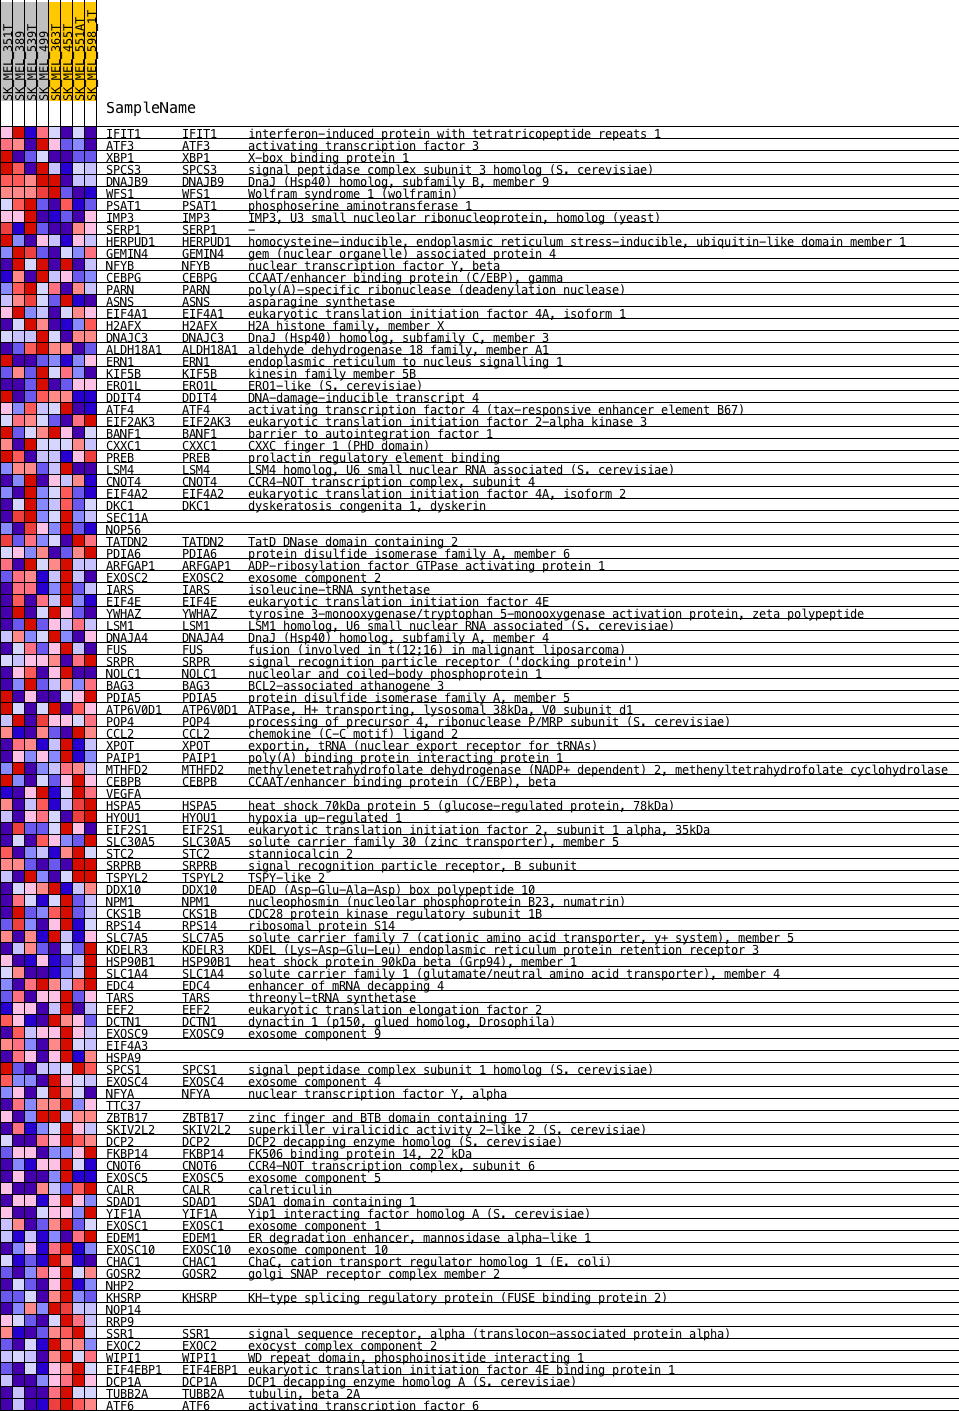 SK_MEL_351T
SK_MEL_389
SK_MEL_539T
SK_MEL_499
SK_MEL_363T
SK_MEL_455T
SK_MEL_551AT
SK_MEL_598_1T
SampleName
IFIT1 IFIT1 interferon-induced protein with tetratricopeptide repeats 1
ATF3 ATF3 activating transcription factor 3
XBP1 XBP1 X-box binding protein 1
SPCS3 SPCS3 signal peptidase complex subunit 3 homolog (S. cerevisiae)
DNAJB9 DNAJB9 DnaJ (Hsp40) homolog, subfamily B, member 9
WFS1 WFS1 Wolfram syndrome 1 (wolframin)
PSAT1 PSAT1 phosphoserine aminotransferase 1
IMP3 IMP3 IMP3, U3 small nucleolar ribonucleoprotein, homolog (yeast)
SERP1 SERP1 -
HERPUD1 HERPUD1 homocysteine-inducible, endoplasmic reticulum stress-inducible, ubiquitin-like domain member 1
GEMIN4 GEMIN4 gem (nuclear organelle) associated protein 4
NFYB NFYB nuclear transcription factor Y, beta
CEBPG CEBPG CCAAT/enhancer binding protein (C/EBP), gamma
PARN PARN poly(A)-specific ribonuclease (deadenylation nuclease)
ASNS ASNS asparagine synthetase
EIF4A1 EIF4A1 eukaryotic translation initiation factor 4A, isoform 1
H2AFX H2AFX H2A histone family, member X
DNAJC3 DNAJC3 DnaJ (Hsp40) homolog, subfamily C, member 3
ALDH18A1 ALDH18A1 aldehyde dehydrogenase 18 family, member A1
ERN1 ERN1 endoplasmic reticulum to nucleus signalling 1
KIF5B KIF5B kinesin family member 5B
ERO1L ERO1L ERO1-like (S. cerevisiae)
DDIT4 DDIT4 DNA-damage-inducible transcript 4
ATF4 ATF4 activating transcription factor 4 (tax-responsive enhancer element B67)
EIF2AK3 EIF2AK3 eukaryotic translation initiation factor 2-alpha kinase 3
BANF1 BANF1 barrier to autointegration factor 1
CXXC1 CXXC1 CXXC finger 1 (PHD domain)
PREB PREB prolactin regulatory element binding
LSM4 LSM4 LSM4 homolog, U6 small nuclear RNA associated (S. cerevisiae)
CNOT4 CNOT4 CCR4-NOT transcription complex, subunit 4
EIF4A2 EIF4A2 eukaryotic translation initiation factor 4A, isoform 2
DKC1 DKC1 dyskeratosis congenita 1, dyskerin
SEC11A
NOP56
TATDN2 TATDN2 TatD DNase domain containing 2
PDIA6 PDIA6 protein disulfide isomerase family A, member 6
ARFGAP1 ARFGAP1 ADP-ribosylation factor GTPase activating protein 1
EXOSC2 EXOSC2 exosome component 2
IARS IARS isoleucine-tRNA synthetase
EIF4E EIF4E eukaryotic translation initiation factor 4E
YWHAZ YWHAZ tyrosine 3-monooxygenase/tryptophan 5-monooxygenase activation protein, zeta polypeptide
LSM1 LSM1 LSM1 homolog, U6 small nuclear RNA associated (S. cerevisiae)
DNAJA4 DNAJA4 DnaJ (Hsp40) homolog, subfamily A, member 4
FUS FUS fusion (involved in t(12;16) in malignant liposarcoma)
SRPR SRPR signal recognition particle receptor ('docking protein')
NOLC1 NOLC1 nucleolar and coiled-body phosphoprotein 1
BAG3 BAG3 BCL2-associated athanogene 3
PDIA5 PDIA5 protein disulfide isomerase family A, member 5
ATP6V0D1 ATP6V0D1 ATPase, H+ transporting, lysosomal 38kDa, V0 subunit d1
POP4 POP4 processing of precursor 4, ribonuclease P/MRP subunit (S. cerevisiae)
CCL2 CCL2 chemokine (C-C motif) ligand 2
XPOT XPOT exportin, tRNA (nuclear export receptor for tRNAs)
PAIP1 PAIP1 poly(A) binding protein interacting protein 1
MTHFD2 MTHFD2 methylenetetrahydrofolate dehydrogenase (NADP+ dependent) 2, methenyltetrahydrofolate cyclohydrolase
CEBPB CEBPB CCAAT/enhancer binding protein (C/EBP), beta
VEGFA
HSPA5 HSPA5 heat shock 70kDa protein 5 (glucose-regulated protein, 78kDa)
HYOU1 HYOU1 hypoxia up-regulated 1
EIF2S1 EIF2S1 eukaryotic translation initiation factor 2, subunit 1 alpha, 35kDa
SLC30A5 SLC30A5 solute carrier family 30 (zinc transporter), member 5
STC2 STC2 stanniocalcin 2
SRPRB SRPRB signal recognition particle receptor, B subunit
TSPYL2 TSPYL2 TSPY-like 2
DDX10 DDX10 DEAD (Asp-Glu-Ala-Asp) box polypeptide 10
NPM1 NPM1 nucleophosmin (nucleolar phosphoprotein B23, numatrin)
CKS1B CKS1B CDC28 protein kinase regulatory subunit 1B
RPS14 RPS14 ribosomal protein S14
SLC7A5 SLC7A5 solute carrier family 7 (cationic amino acid transporter, y+ system), member 5
KDELR3 KDELR3 KDEL (Lys-Asp-Glu-Leu) endoplasmic reticulum protein retention receptor 3
HSP90B1 HSP90B1 heat shock protein 90kDa beta (Grp94), member 1
SLC1A4 SLC1A4 solute carrier family 1 (glutamate/neutral amino acid transporter), member 4
EDC4 EDC4 enhancer of mRNA decapping 4
TARS TARS threonyl-tRNA synthetase
EEF2 EEF2 eukaryotic translation elongation factor 2
DCTN1 DCTN1 dynactin 1 (p150, glued homolog, Drosophila)
EXOSC9 EXOSC9 exosome component 9
EIF4A3
HSPA9
SPCS1 SPCS1 signal peptidase complex subunit 1 homolog (S. cerevisiae)
EXOSC4 EXOSC4 exosome component 4
NFYA NFYA nuclear transcription factor Y, alpha
TTC37
ZBTB17 ZBTB17 zinc finger and BTB domain containing 17
SKIV2L2 SKIV2L2 superkiller viralicidic activity 2-like 2 (S. cerevisiae)
DCP2 DCP2 DCP2 decapping enzyme homolog (S. cerevisiae)
FKBP14 FKBP14 FK506 binding protein 14, 22 kDa
CNOT6 CNOT6 CCR4-NOT transcription complex, subunit 6
EXOSC5 EXOSC5 exosome component 5
CALR CALR calreticulin
SDAD1 SDAD1 SDA1 domain containing 1
YIF1A YIF1A Yip1 interacting factor homolog A (S. cerevisiae)
EXOSC1 EXOSC1 exosome component 1
EDEM1 EDEM1 ER degradation enhancer, mannosidase alpha-like 1
EXOSC10 EXOSC10 exosome component 10
CHAC1 CHAC1 ChaC, cation transport regulator homolog 1 (E. coli)
GOSR2 GOSR2 golgi SNAP receptor complex member 2
NHP2
KHSRP KHSRP KH-type splicing regulatory protein (FUSE binding protein 2)
NOP14
RRP9
SSR1 SSR1 signal sequence receptor, alpha (translocon-associated protein alpha)
EXOC2 EXOC2 exocyst complex component 2
WIPI1 WIPI1 WD repeat domain, phosphoinositide interacting 1
EIF4EBP1 EIF4EBP1 eukaryotic translation initiation factor 4E binding protein 1
DCP1A DCP1A DCP1 decapping enzyme homolog A (S. cerevisiae)
TUBB2A TUBB2A tubulin, beta 2A
ATF6 ATF6 activating transcription factor 6